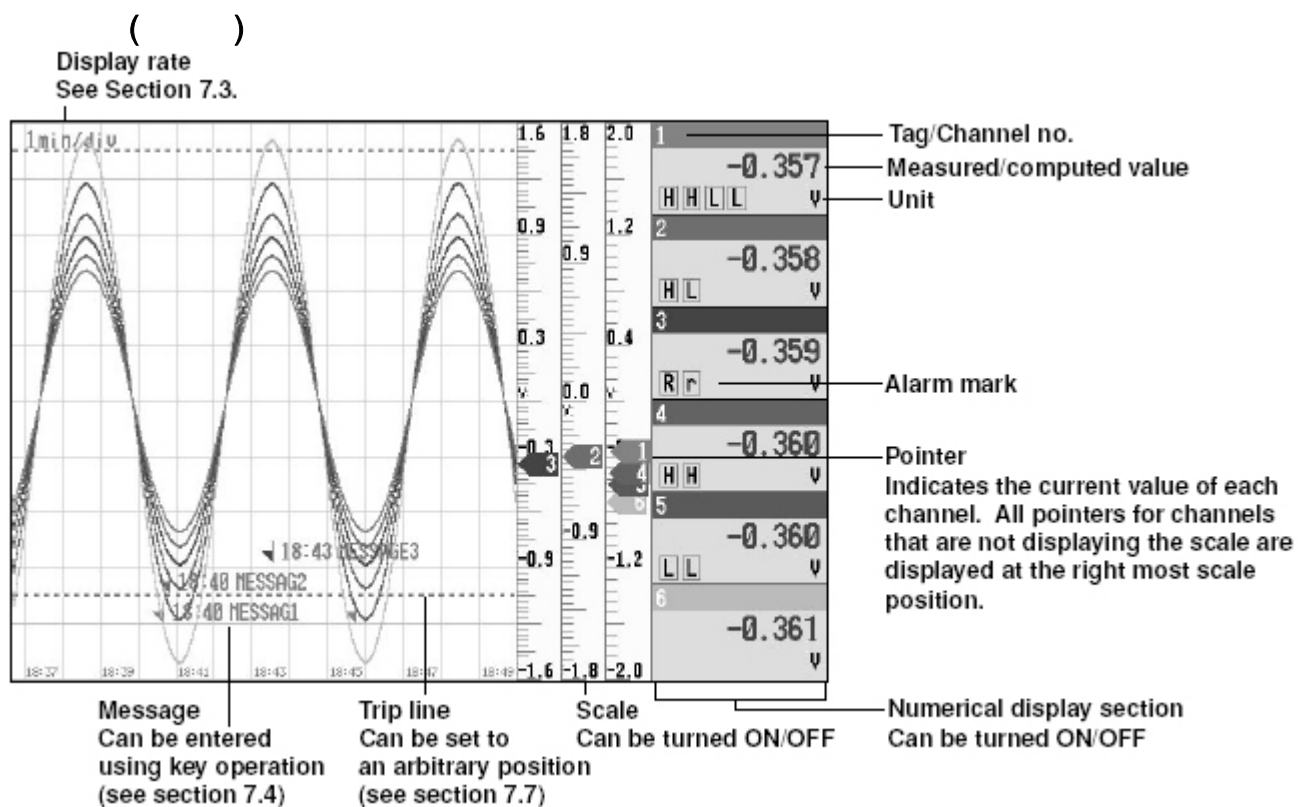 ( )
Display rate
See Section 7.3.
1min/div
1.6 1.8 2.0
0.9 0.9 1.2
0.3 0.0 0.4
-0.3
-0.9 -0.9 -1.2
-1.6 -1.8 -2.0
V V V
3 2 1
4
6
18:43 MESSAGE3
18:40 MESSAG2
18:40 MESSAG1
18:37 18:39 18:41 18:43 18:45 18:47 18:49
1
-0.357
H H L L V
2
-0.358
H L V
3
-0.359
R r V
4
-0.360
H H V
5
-0.360
L L V
6
-0.361
V
Tag/Channel no.
Measured/computed value
Unit
Alarm mark
Pointer
Indicates the current value of each
channel. All pointers for channels
that are not displaying the scale are
displayed at the right most scale
position.
Message
Can be entered
using key operation
(see section 7.4)
Trip line
Can be set to
an arbitrary position
(see section 7.7)
Scale
Can be turned ON/OFF
Numerical display section
Can be turned ON/OFF